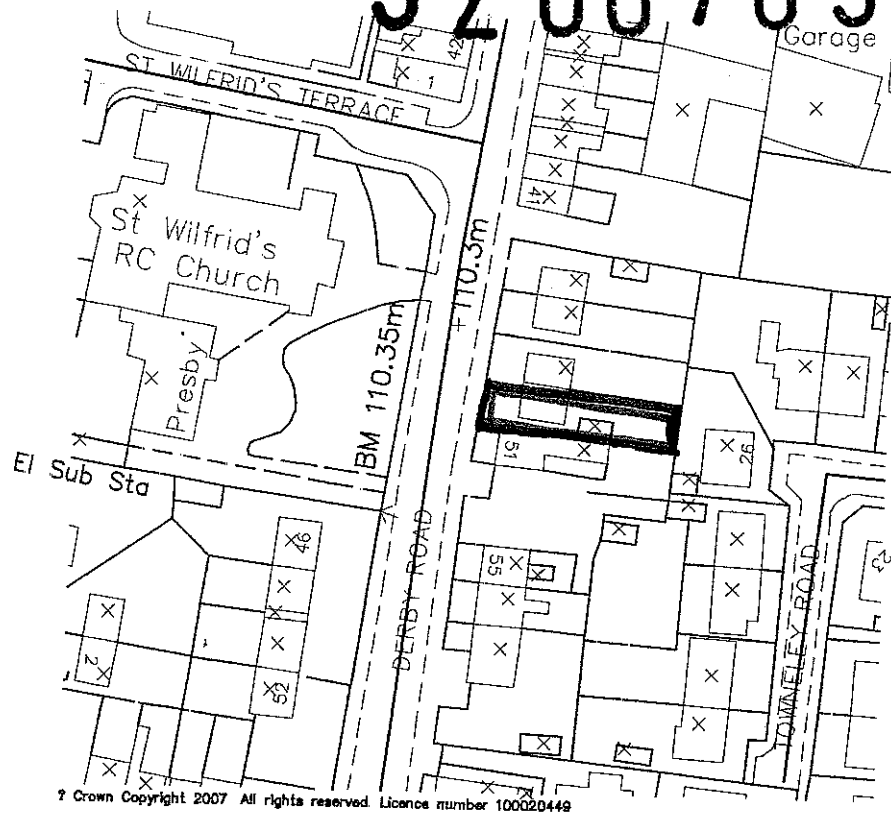 Garage
42
1
ST WILFRID'S TERRACE
41
St Wilfrid's
RC Church
+110.3m
BM 110.35m
Presby.
51
26
El Sub Sta
46
55
DERBY ROAD
TOWNELEY ROAD
2
52
? Crown Copyright 2007 All rights reserved. Licence number 100020449